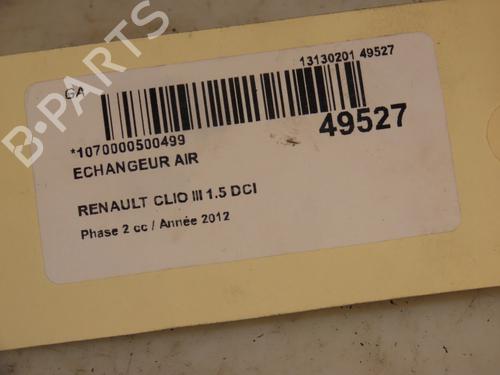 GA
13130201 49527
*1070000500499
49527
ECHANGEUR AIR
RENAULT CLIO III 1.5 DCI
Phase 2 cc / Année 2012
B-PARTS